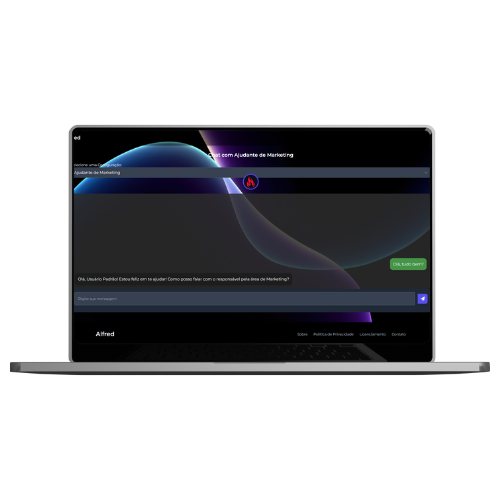 ed
Chat com Ajudante de Marketing
Selecione uma Configuração:
Ajudante de Marketing
Olá, tudo bem?
Olá, Usuário Padrão! Estou feliz em te ajudar! Como posso falar com o responsável pela área de Marketing?
Digite sua mensagem
Alfred
Sobre Política de Privacidade Licenciamento Contato